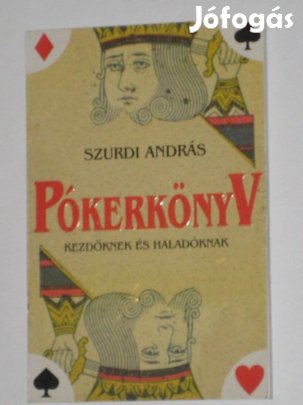 Jófogás
SZURDI ANDRÁS
PÓKERKÖNYV
KEZDŐKNEK ÉS HALADÓKNAK